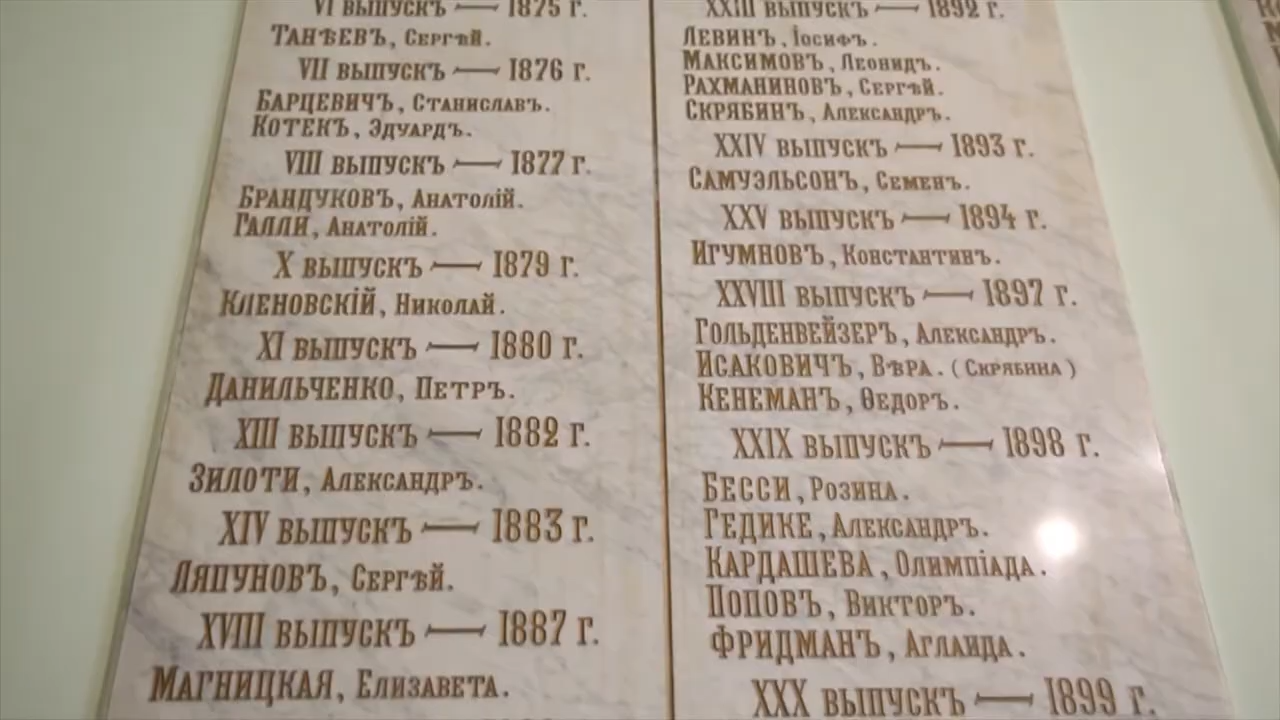 VI выпускъ — 1875 г.
Танѣевъ, Сергѣй.
VII выпускъ — 1876 г.
Барцевичъ, Станиславъ.
Котекъ, Эдуардъ.
VIII выпускъ — 1877 г.
Брандуковъ, Анатолій.
Галли, Анатолій.
X выпускъ — 1879 г.
Кленовскій, Николай.
XI выпускъ — 1880 г.
Данильченко, Петръ.
XIII выпускъ — 1882 г.
Зилоти, Александръ.
XIV выпускъ — 1883 г.
Ляпуновъ, Сергѣй.
XVIII выпускъ — 1887 г.
Магницкая, Елизавета.
XXIII выпускъ — 1892 г.
Левинъ, Іосифъ.
Максимовъ, Леонидъ.
Рахманиновъ, Сергѣй.
Скрябинъ, Александръ.
XXIV выпускъ — 1893 г.
Самуэльсонъ, Семенъ.
XXV выпускъ — 1894 г.
Игумновъ, Константинъ.
XXVIII выпускъ — 1897 г.
Гольденвейзеръ, Александръ.
Исаковичъ, Вѣра. (Скрябина)
Кенеманъ, Ѳедоръ.
XXIX выпускъ — 1898 г.
Бесси, Розина.
Гедике, Александръ.
Кардашева, Олимпіада.
Поповъ, Викторъ.
Фридманъ, Аглаида.
XXX выпускъ — 1899 г.